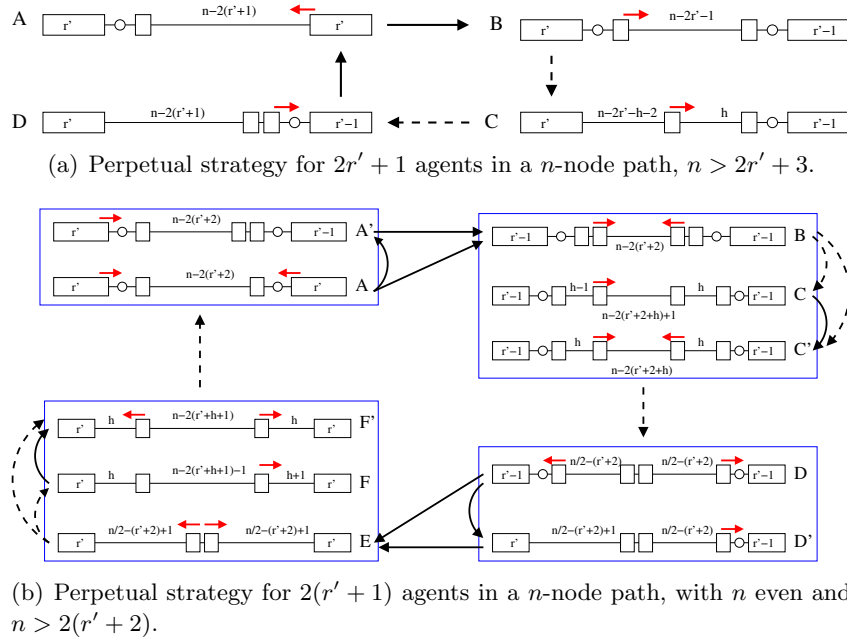 A r' n-2(r'+1) r'
B r' n-2r'-1 r'-1
D r' n-2(r'+1) r'-1
C r' n-2r'-h-2 h r'-1
(a) Perpetual strategy for 2r' + 1 agents in a n-node path, n > 2r' + 3.
r' n-2(r'+2) r'-1 A'
r' n-2(r'+2) r' A
r'-1 n-2(r'+2) r'-1 B
r'-1 h-1 n-2(r'+2+h)+1 h r'-1 C
r'-1 h n-2(r'+2+h) h r'-1 C'
r' h n-2(r'+h+1) h r' F'
r' h n-2(r'+h+1)-1 h+1 r' F
r' n/2-(r'+2)+1 n/2-(r'+2)+1 r' E
r'-1 n/2-(r'+2) n/2-(r'+2) r'-1 D
r' n/2-(r'+2)+1 n/2-(r'+2) r'-1 D'
(b) Perpetual strategy for 2(r' + 1) agents in a n-node path, with n even and
n > 2(r' + 2).